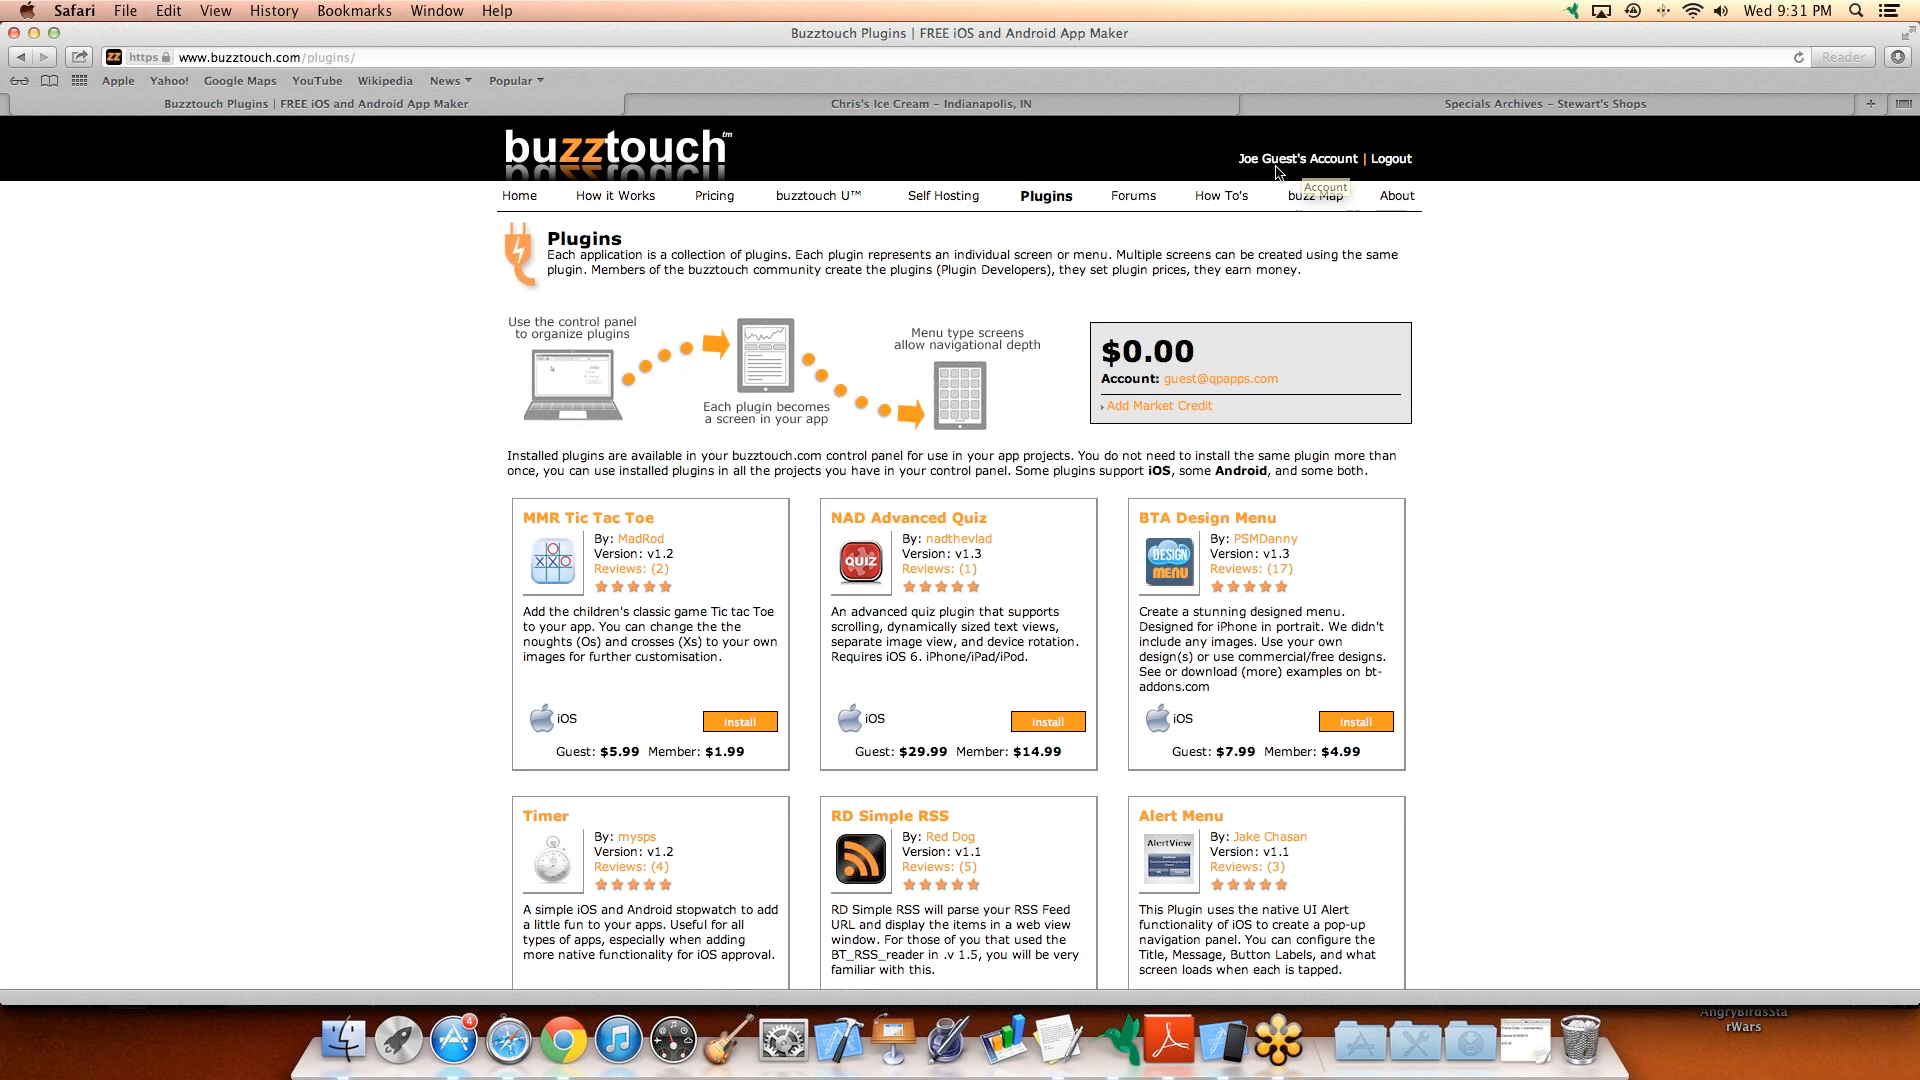 Safari File Edit View History Bookmarks Window Help Wed 9:31 PM
Buzztouch Plugins | FREE iOS and Android App Maker
https www.buzztouch.com/plugins/ Reader
Apple Yahoo! Google Maps YouTube Wikipedia News Popular
Buzztouch Plugins | FREE iOS and Android App Maker Chris's Ice Cream – Indianapolis, IN Specials Archives – Stewart's Shops
buzztouch™
Joe Guest's Account | Logout
Account
Home How it Works Pricing buzztouch U™ Self Hosting Plugins Forums How To's buzz Map About
Plugins
Each application is a collection of plugins. Each plugin represents an individual screen or menu. Multiple screens can be created using the same
plugin. Members of the buzztouch community create the plugins (Plugin Developers), they set plugin prices, they earn money.
Use the control panel
to organize plugins
Each plugin becomes
a screen in your app
Menu type screens
allow navigational depth
$0.00
Account: guest@qpapps.com
Add Market Credit
Installed plugins are available in your buzztouch.com control panel for use in your app projects. You do not need to install the same plugin more than
once, you can use installed plugins in all the projects you have in your control panel. Some plugins support iOS, some Android, and some both.
MMR Tic Tac Toe
By: MadRod
Version: v1.2
Reviews: (2)
Add the children's classic game Tic tac Toe
to your app. You can change the the
noughts (Os) and crosses (Xs) to your own
images for further customisation.
iOS install
Guest: $5.99 Member: $1.99
NAD Advanced Quiz
QUIZ
By: nadthevlad
Version: v1.3
Reviews: (1)
An advanced quiz plugin that supports
scrolling, dynamically sized text views,
separate image view, and device rotation.
Requires iOS 6. iPhone/iPad/iPod.
iOS install
Guest: $29.99 Member: $14.99
BTA Design Menu
DESIGN
MENU
By: PSMDanny
Version: v1.3
Reviews: (17)
Create a stunning designed menu.
Designed for iPhone in portrait. We didn't
include any images. Use your own
design(s) or use commercial/free designs.
See or download (more) examples on bt-
addons.com
iOS install
Guest: $7.99 Member: $4.99
Timer
By: mysps
Version: v1.2
Reviews: (4)
A simple iOS and Android stopwatch to add
a little fun to your apps. Useful for all
types of apps, especially when adding
more native functionality for iOS approval.
RD Simple RSS
By: Red Dog
Version: v1.1
Reviews: (5)
RD Simple RSS will parse your RSS Feed
URL and display the items in a web view
window. For those of you that used the
BT_RSS_reader in .v 1.5, you will be very
familiar with this.
Alert Menu
AlertView
By: Jake Chasan
Version: v1.1
Reviews: (3)
This Plugin uses the native UI Alert
functionality of iOS to create a pop-up
navigation panel. You can configure the
Title, Message, Button Labels, and what
screen loads when each is tapped.
AngryBirdsSta
rWars
4